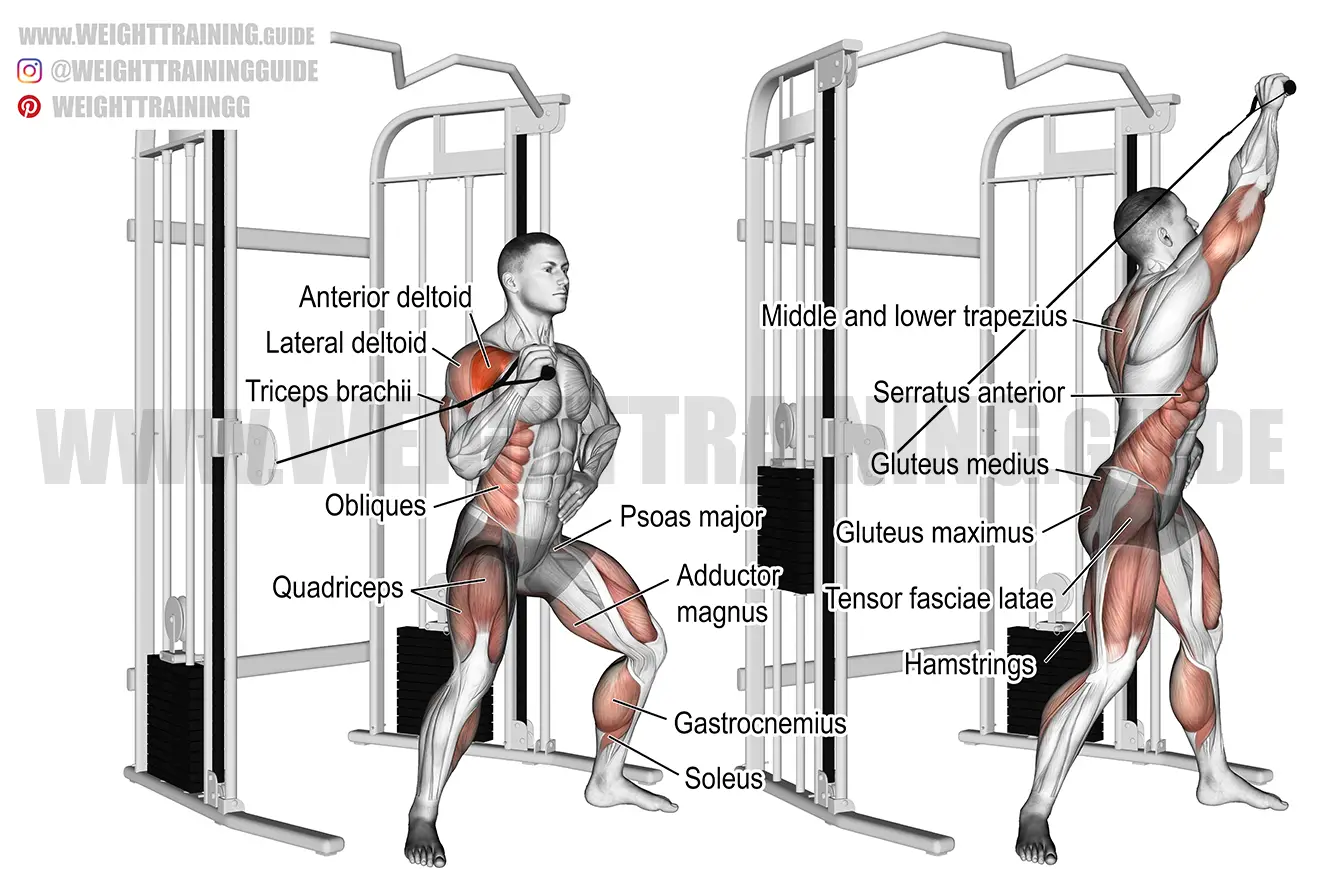 www.WEIGHTTRAINING.GUIDE
@WEIGHTTRAININGGUIDE
WEIGHTTRAININGG
Anterior deltoid
Lateral deltoid
Triceps brachii
Obliques
Psoas major
Quadriceps
Adductor
magnus
Gastrocnemius
Soleus
Middle and lower trapezius
Serratus anterior
Gluteus medius
Gluteus maximus
Tensor fasciae latae
Hamstrings
WWW.WEIGHTTRAINING.GUIDE